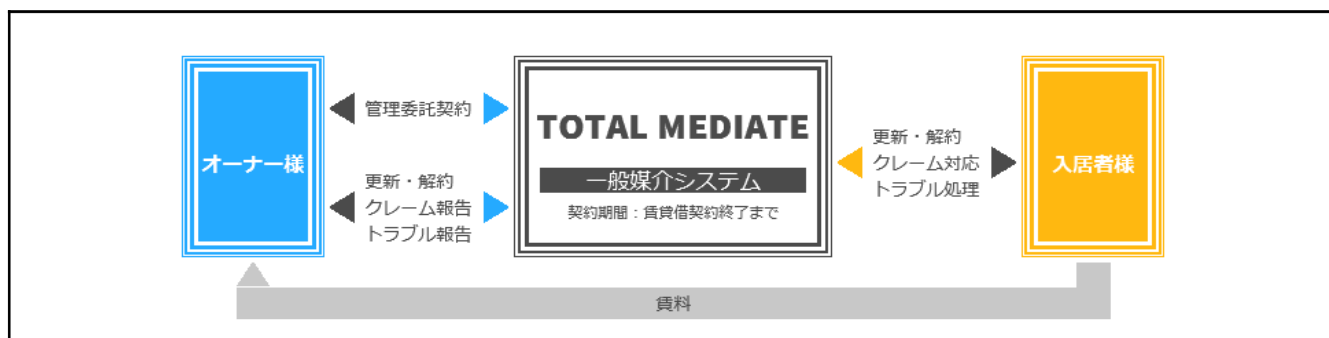 オーナー様
管理委託契約
更新・解約
クレーム報告
トラブル報告
TOTAL MEDIATE
一般媒介システム
契約期間：賃貸借契約終了まで
更新・解約
クレーム対応
トラブル処理
入居者様
賃料